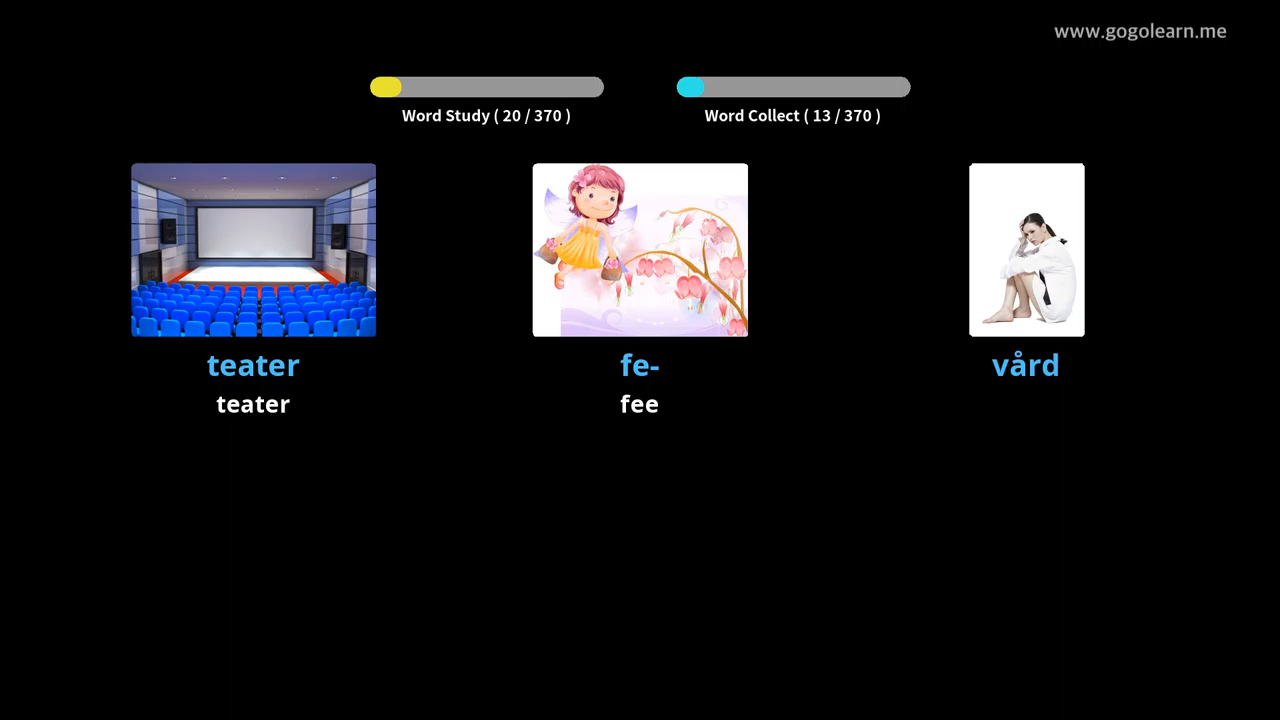 www.gogolearn.me
Word Study ( 20 / 370 )
Word Collect ( 13 / 370 )
teater
teater
fe-
fee
vård